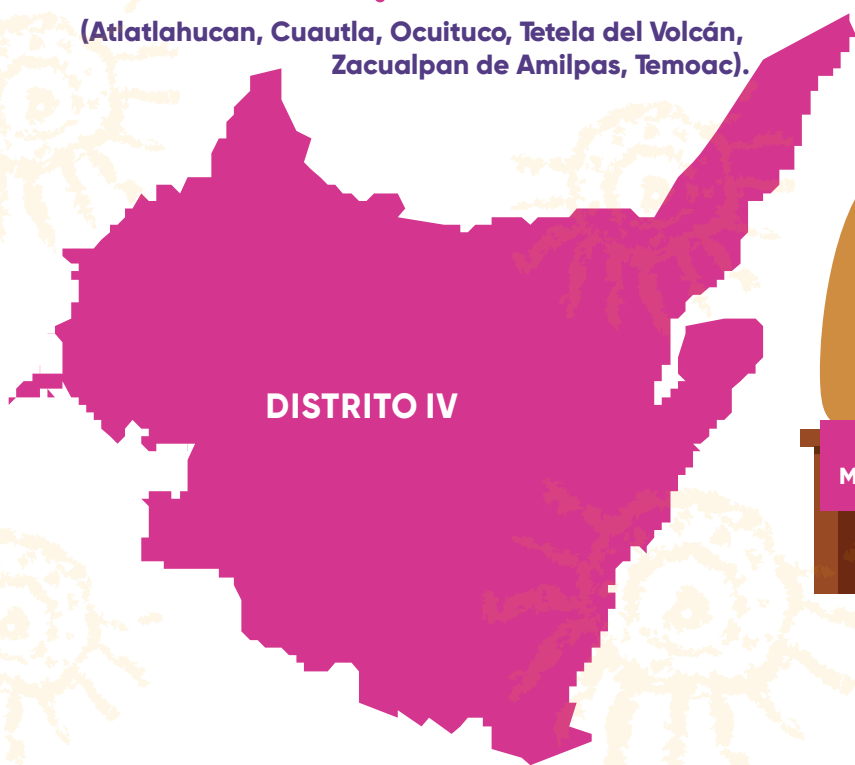 (Atlatlahucan, Cuautla, Ocuituco, Tetela del Volcán,
Zacualpan de Amilpas, Temoac).
DISTRITO IV
M